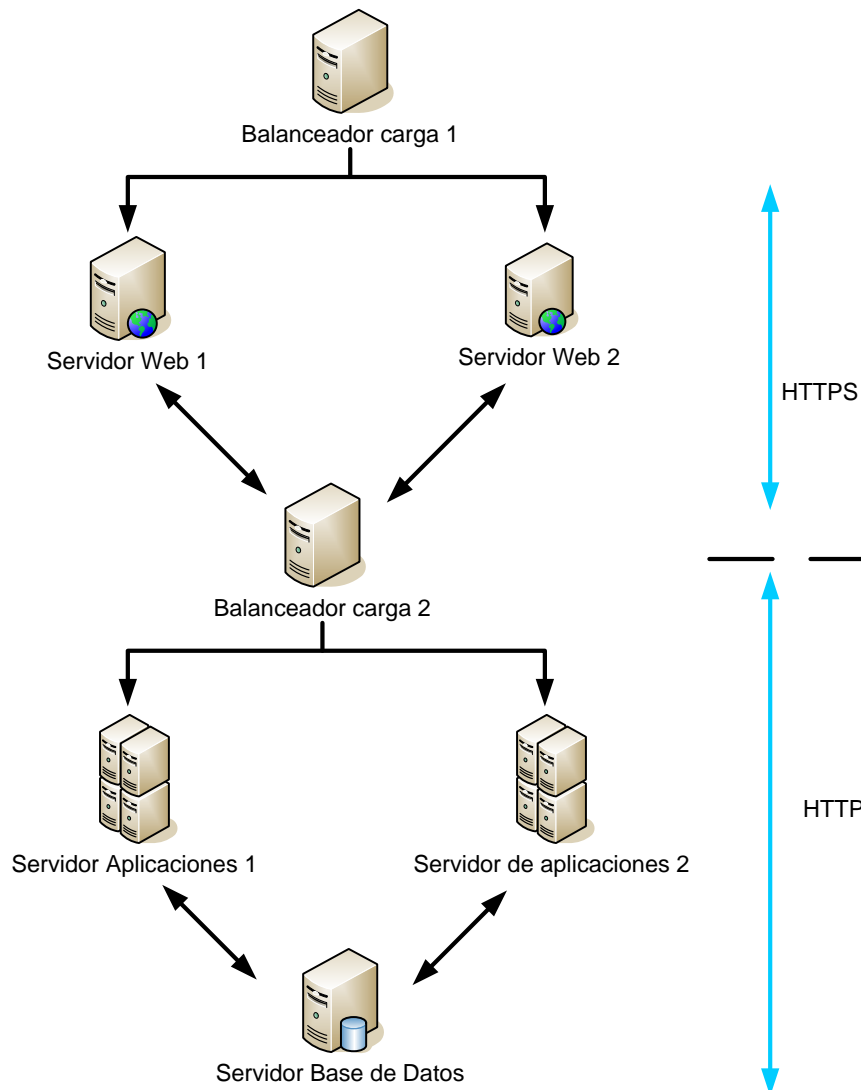 Balanceador carga 1
Servidor Web 1
Servidor Web 2
HTTPS
Balanceador carga 2
HTTP
Servidor Aplicaciones 1
Servidor de aplicaciones 2
Servidor Base de Datos